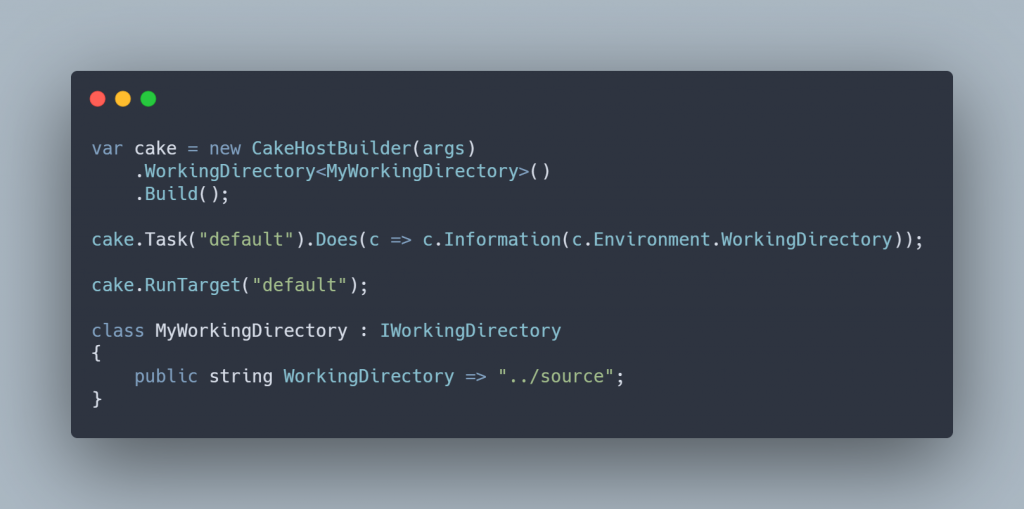 var cake = new CakeHostBuilder(args)
    .WorkingDirectory<MyWorkingDirectory>()
    .Build();

cake.Task("default").Does(c => c.Information(c.Environment.WorkingDirectory));

cake.RunTarget("default");

class MyWorkingDirectory : IWorkingDirectory
{
    public string WorkingDirectory => "../source";
}